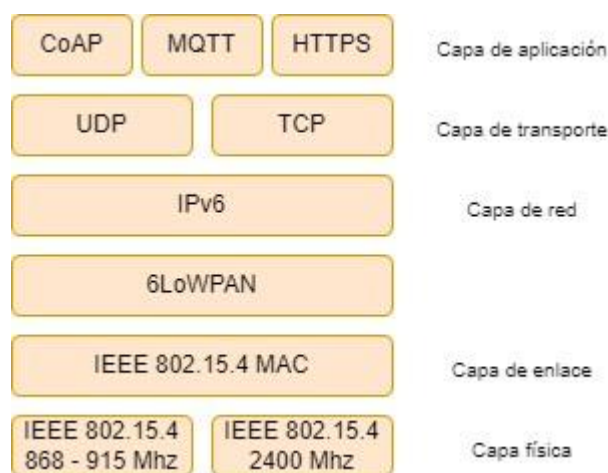 CoAP MQTT HTTPS Capa de aplicación
UDP TCP Capa de transporte
IPv6 Capa de red
6LoWPAN
IEEE 802.15.4 MAC Capa de enlace
IEEE 802.15.4 IEEE 802.15.4
868 - 915 Mhz 2400 Mhz Capa física